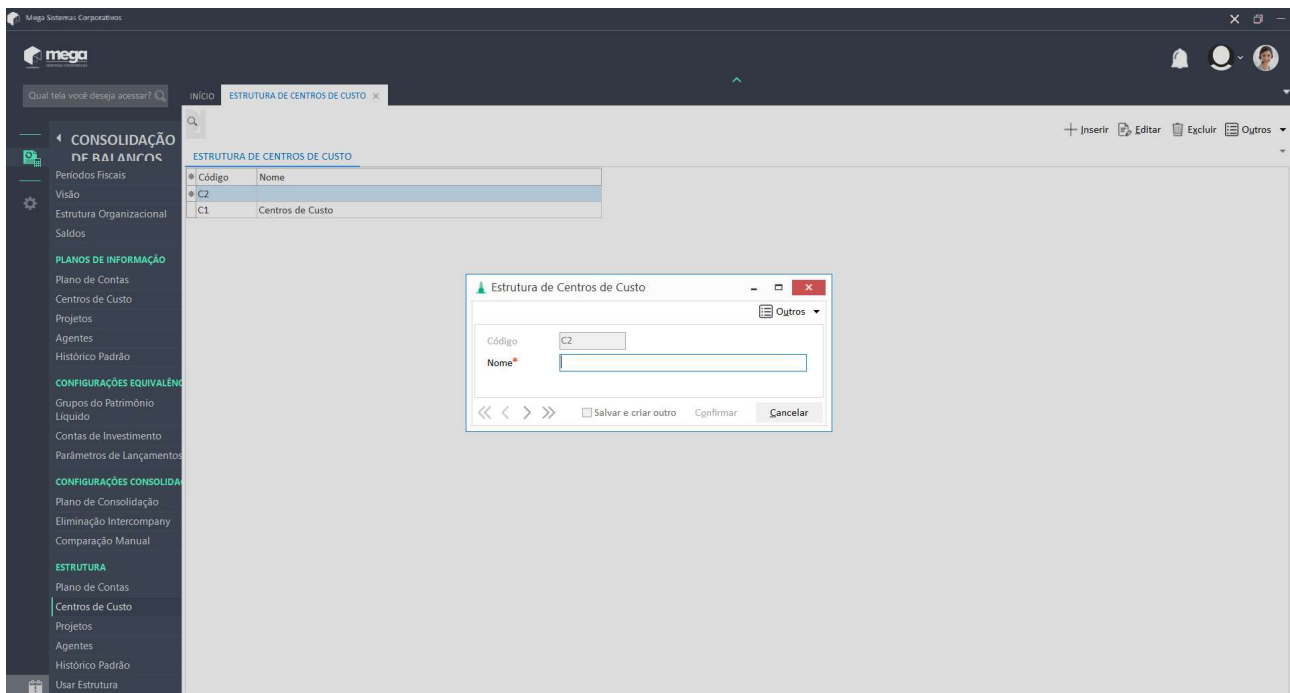 Mega Sistemas Corporativos
mega
Qual tela você deseja acessar?
INÍCIO
ESTRUTURA DE CENTROS DE CUSTO
Inserir Editar Excluir Outros
CONSOLIDAÇÃO
DE BALANÇOS
Períodos Fiscais
Visão
Estrutura Organizacional
Saldos
PLANOS DE INFORMAÇÃO
Plano de Contas
Centros de Custo
Projetos
Agentes
Histórico Padrão
CONFIGURAÇÕES EQUIVALÊNC
Grupos do Patrimônio
Líquido
Contas de Investimento
Parâmetros de Lançamentos
CONFIGURAÇÕES CONSOLIDA
Plano de Consolidação
Eliminação Intercompany
Comparação Manual
ESTRUTURA
Plano de Contas
Centros de Custo
Projetos
Agentes
Histórico Padrão
Usar Estrutura
ESTRUTURA DE CENTROS DE CUSTO
Código Nome
C2
C1 Centros de Custo
Estrutura de Centros de Custo
Outros
Código C2
Nome*
Salvar e criar outro Confirmar Cancelar